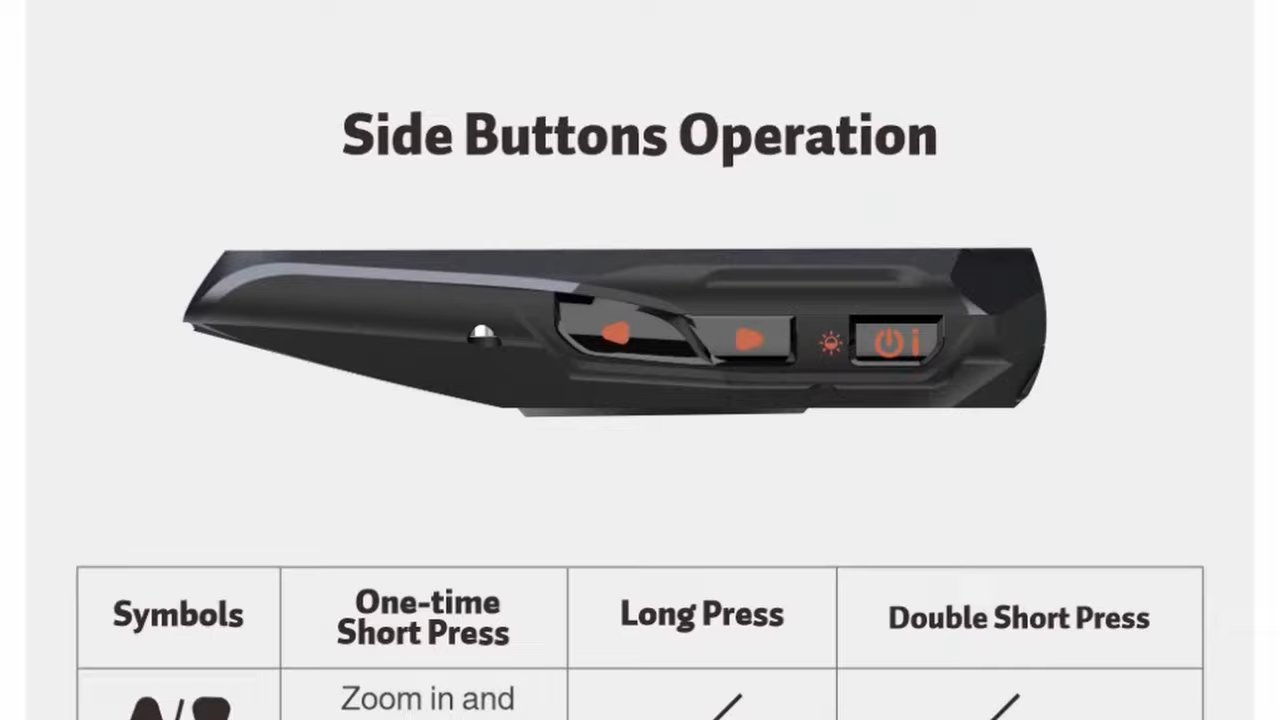 Side Buttons Operation
i
Symbols
One-time
Short Press
Long Press
Double Short Press
/
Zoom in and
/
/